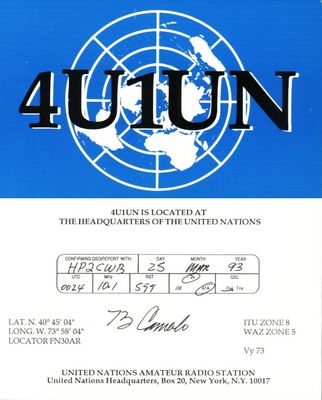 4U1UN
4U1UN IS LOCATED AT
THE HEADQUARTERS OF THE UNITED NATIONS
CONFIRMING QSO/REPORT WITH DAY MONTH YEAR
HP2CWB 25 MAR 93
UTC MHz RST QSL
0024 10.1 599 Tnx
LAT. N. 40° 45' 04"
LONG. W. 73° 58' 04"
LOCATOR FN30AR
73
ITU ZONE 8
WAZ ZONE 5
Vy 73
UNITED NATIONS AMATEUR RADIO STATION
United Nations Headquarters, Box 20, New York, N.Y. 10017